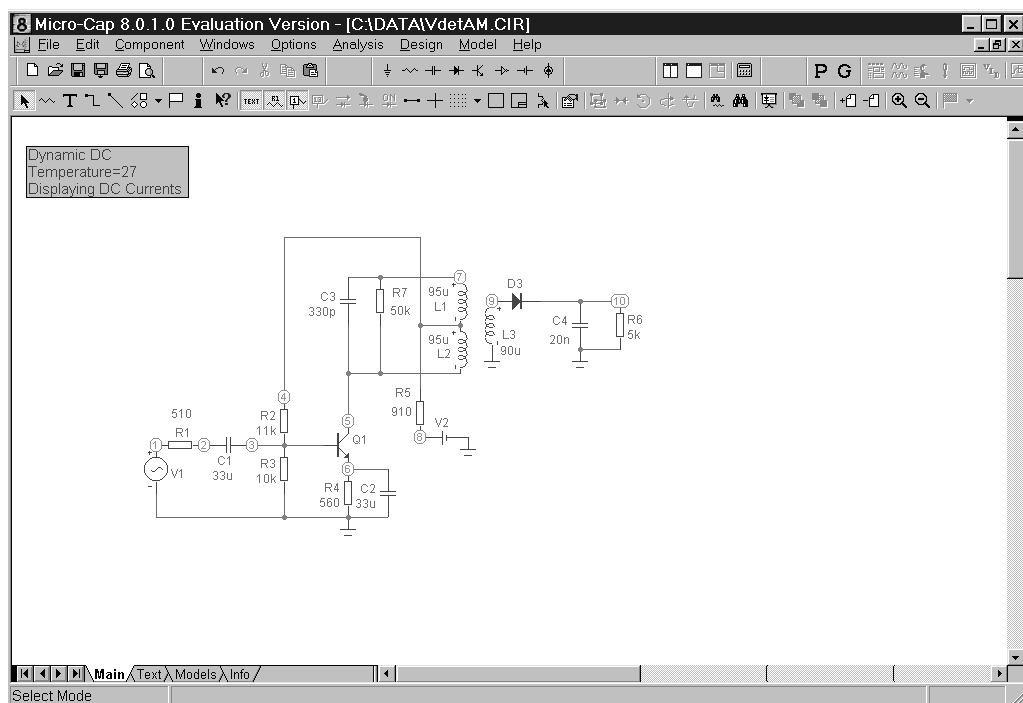 Micro-Cap 8.0.1.0 Evaluation Version - [C:\DATA\VdetAM.CIR]
File Edit Component Windows Options Analysis Design Model Help
P G
T TEXT
Dynamic DC
Temperature=27
Displaying DC Currents
7
D3
95u
L1
C3
330p
R7
50k
9
10
C4
20n
R6
5k
95u
L2
L3
90u
4
R5
910
510
R1
R2
11k
5
V2
8
1
2
3
Q1
C1
33u
V1
R3
10k
6
R4
560
C2
33u
Main Text Models Info
Select Mode